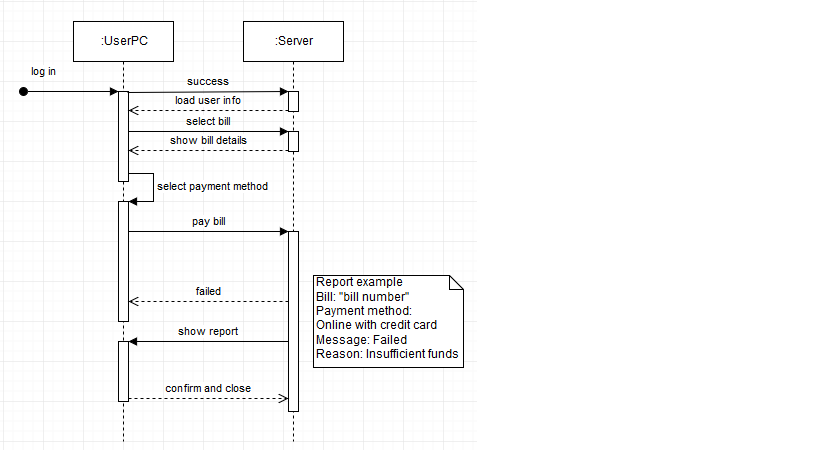 :UserPC
:Server
log in
success
load user info
select bill
show bill details
select payment method
pay bill
failed
Report example
Bill: "bill number"
Payment method:
Online with credit card
Message: Failed
Reason: Insufficient funds
show report
confirm and close